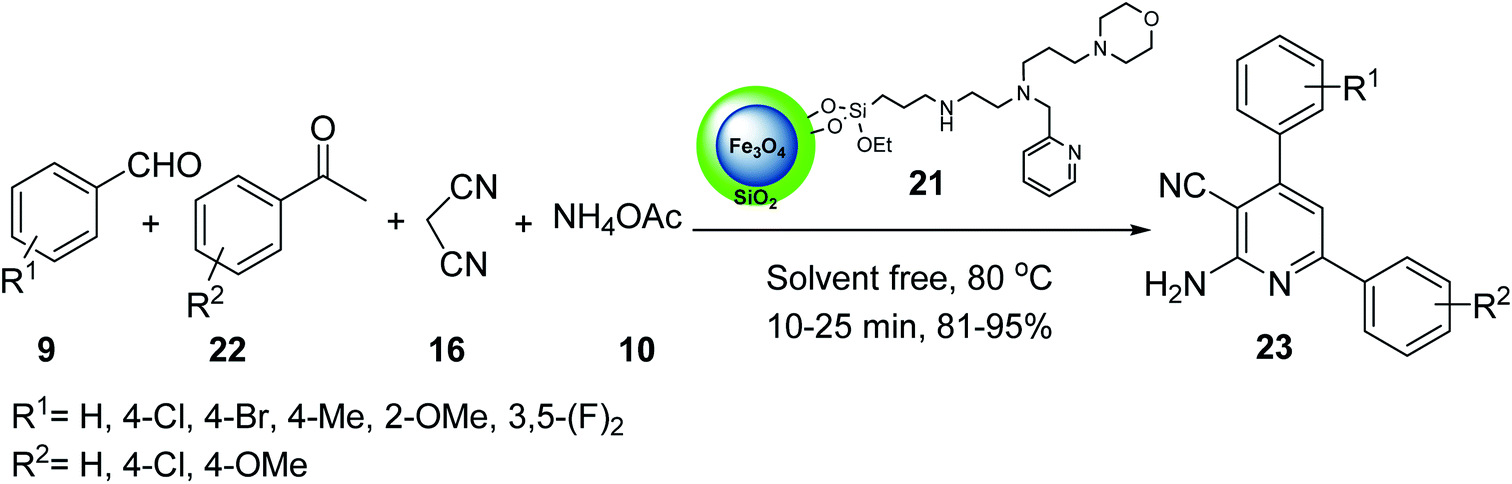 R¹
CHO
+
O
R²
+
CN
CN
+
NH₄OAc
Fe₃O₄
SiO₂
O
O
Si
OEt
N
H
N
N
O
N
21
Solvent free, 80 ºC
10-25 min, 81-95%
R¹
NC
H₂N
N
R²
9
22
16
10
23
R¹= H, 4-Cl, 4-Br, 4-Me, 2-OMe, 3,5-(F)₂
R²= H, 4-Cl, 4-OMe